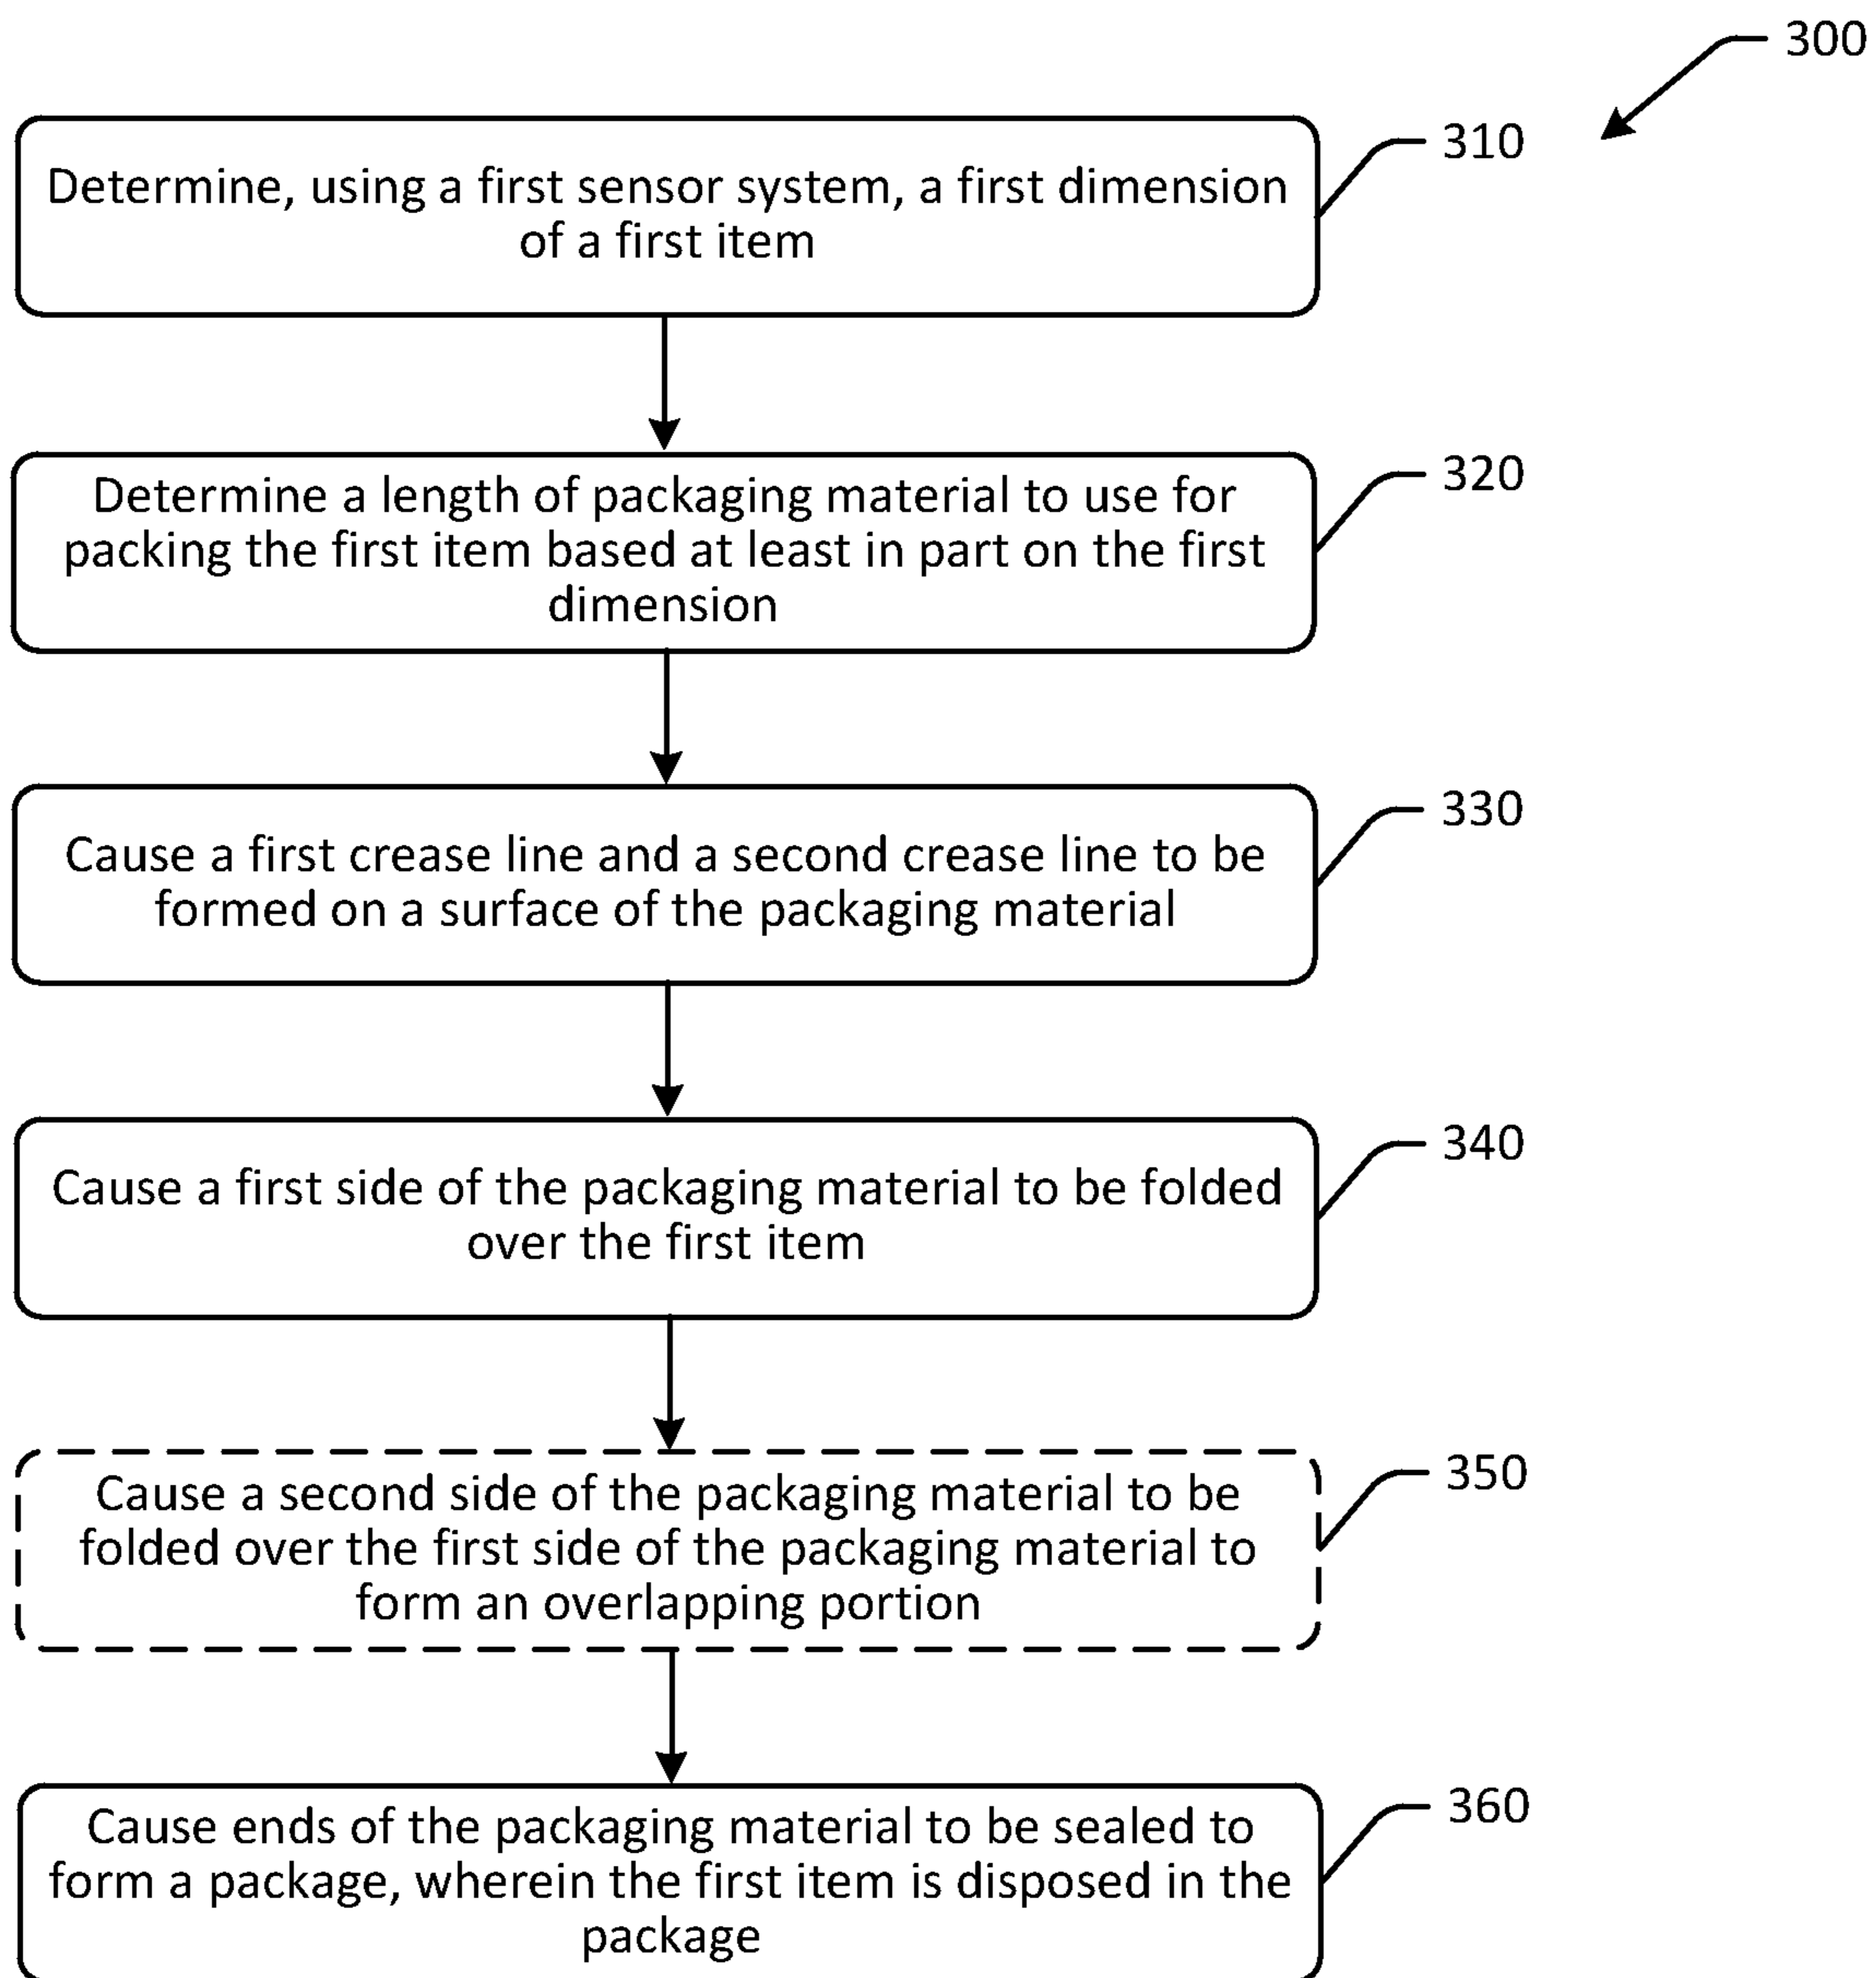 300
310
Determine, using a first sensor system, a first dimension
of a first item
320
Determine a length of packaging material to use for
packing the first item based at least in part on the first
dimension
330
Cause a first crease line and a second crease line to be
formed on a surface of the packaging material
340
Cause a first side of the packaging material to be folded
over the first item
350
Cause a second side of the packaging material to be
folded over the first side of the packaging material to
form an overlapping portion
360
Cause ends of the packaging material to be sealed to
form a package, wherein the first item is disposed in the
package